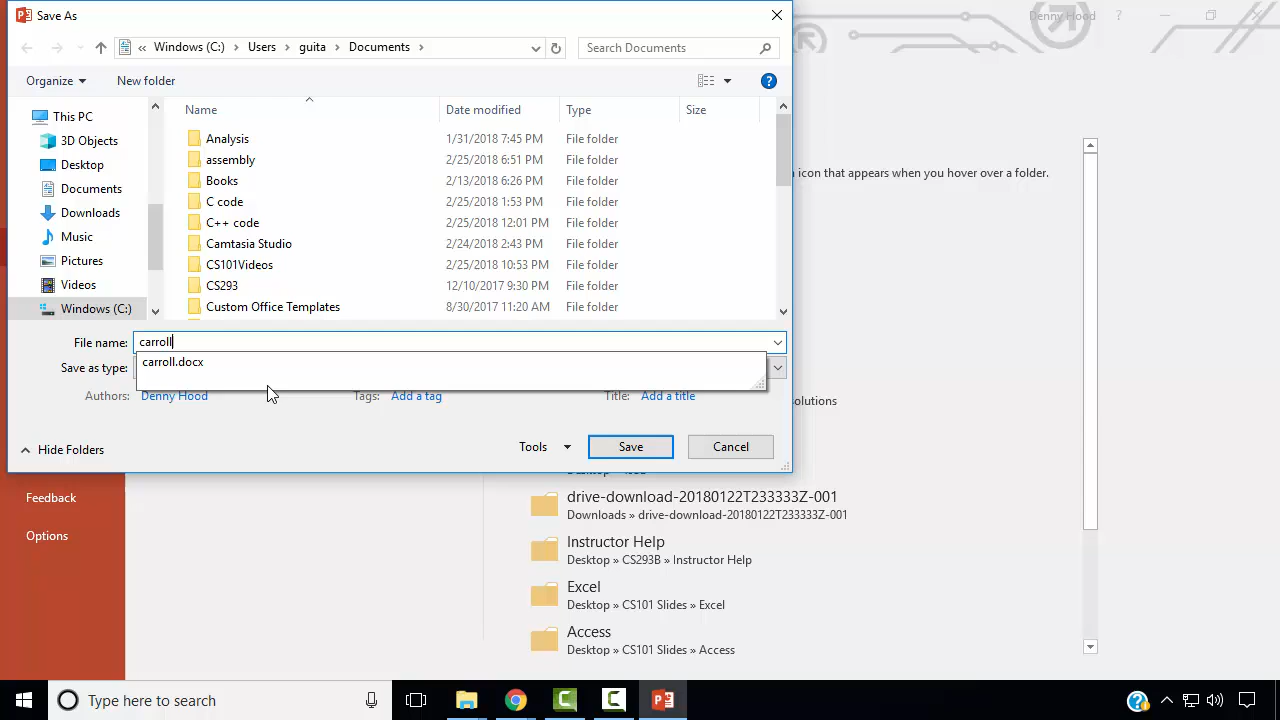 Save As
Denny Hood
?
« Windows (C:) > Users > guita > Documents >
Search Documents
Organize
New folder
?
Name
Date modified
Type
Size
This PC
3D Objects
Desktop
Documents
Downloads
Music
Pictures
Videos
Windows (C:)
Analysis 1/31/2018 7:45 PM File folder
assembly 2/25/2018 6:51 PM File folder
Books 2/13/2018 6:26 PM File folder
C code 2/25/2018 1:53 PM File folder
C++ code 2/25/2018 12:01 PM File folder
Camtasia Studio 2/24/2018 2:43 PM File folder
CS101Videos 2/25/2018 10:53 PM File folder
CS293 12/10/2017 9:30 PM File folder
Custom Office Templates 8/30/2017 11:20 AM File folder
icon that appears when you hover over a folder.
File name: carroll
carroll.docx
Save as type:
Authors: Denny Hood
Tags: Add a tag
Title: Add a title
olutions
Hide Folders
Tools
Save
Cancel
Feedback
Options
drive-download-20180122T233333Z-001
Downloads » drive-download-20180122T233333Z-001
Instructor Help
Desktop » CS293B » Instructor Help
Excel
Desktop » CS101 Slides » Excel
Access
Desktop » CS101 Slides » Access
Type here to search